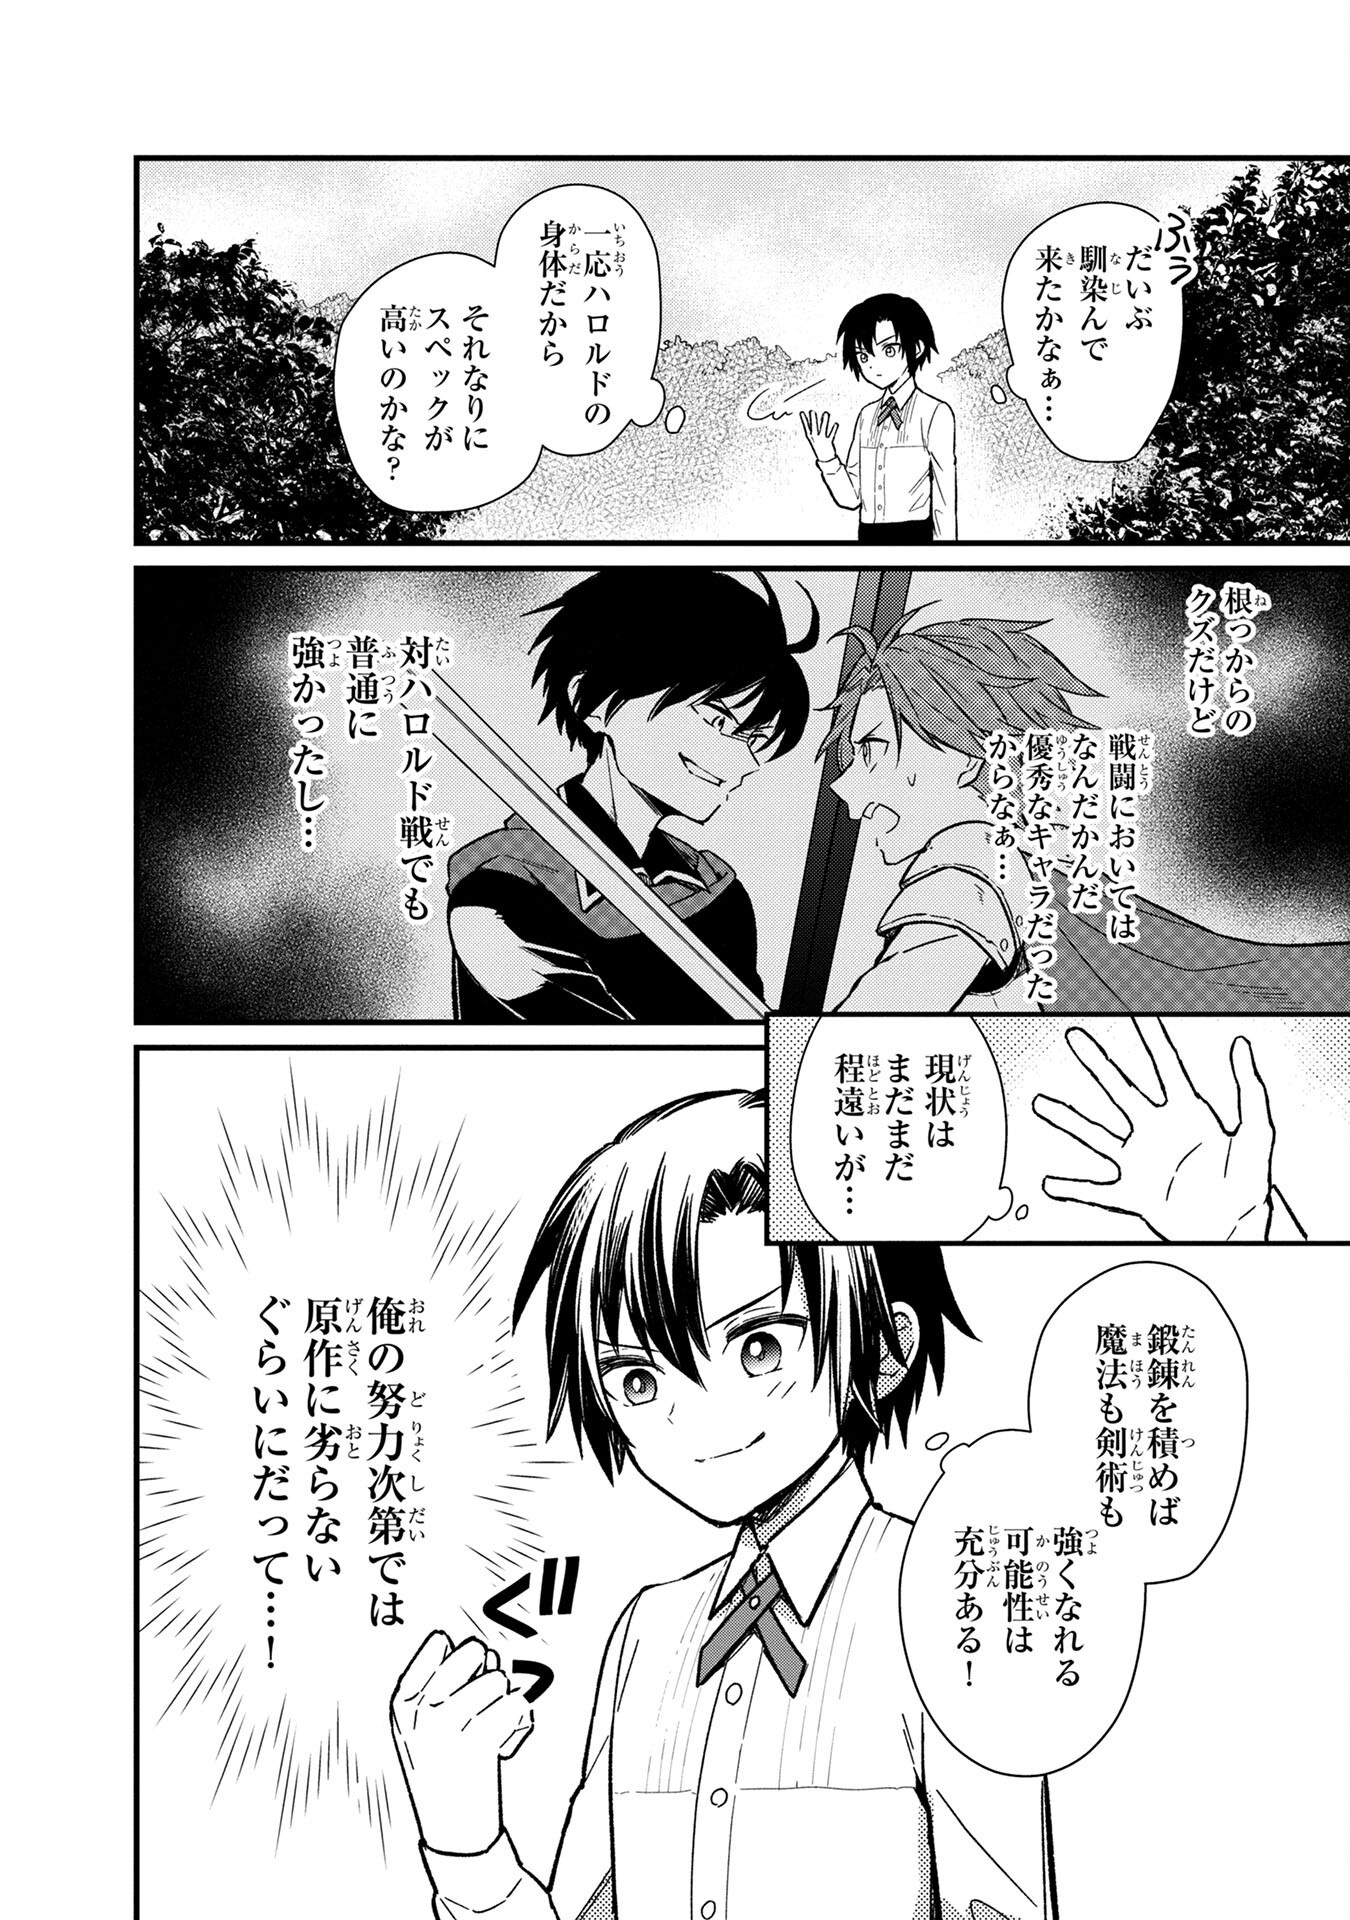 ふぅ
だいぶ
馴染んで
来たかなぁ…
一応ハロルドの
身体だから
それなりに
スペックが
高いのかな?
根っからの
クズだけど
戦闘においては
なんだかんだ
優秀なキャラだった
からなぁ…
対ハロルド戦でも
普通に
強かったし…
現状は
まだまだ
程遠いが…
鍛錬を積めば
魔法も剣術も
強くなれる
可能性は
充分ある!
俺の努力次第では
原作に劣らない
ぐらいにだって…!
グッ